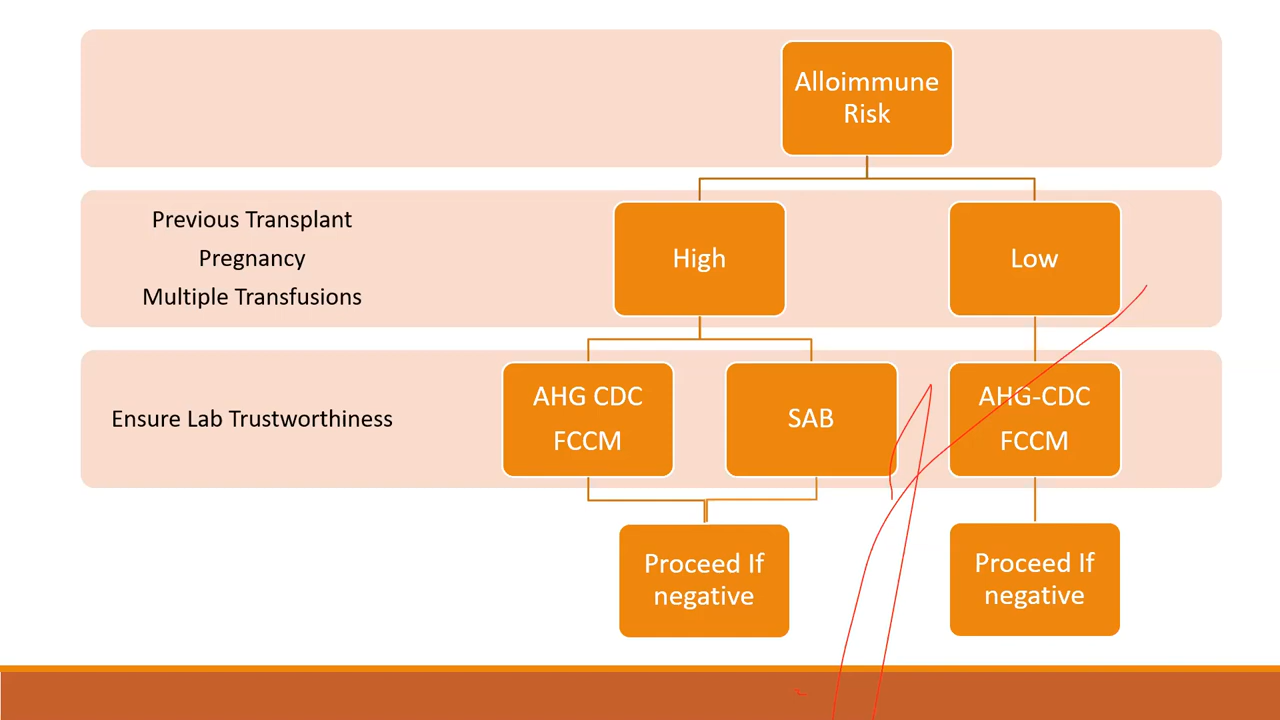 Alloimmune
Risk
Previous Transplant
Pregnancy
Multiple Transfusions
High
Low
Ensure Lab Trustworthiness
AHG CDC
FCCM
SAB
AHG-CDC
FCCM
Proceed If
negative
Proceed If
negative